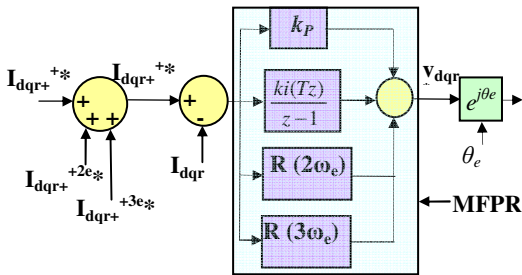 I_dqr+^+*
I_dqr+^+*
+
+ +
I_dqr+^+2e*
I_dqr+^+3e*
+
-
I_dqr
k_P
ki(Tz)
z−1
R (2ω_e)
R (3ω_e)
v_dqr
e^jθe
θ_e
MFPR